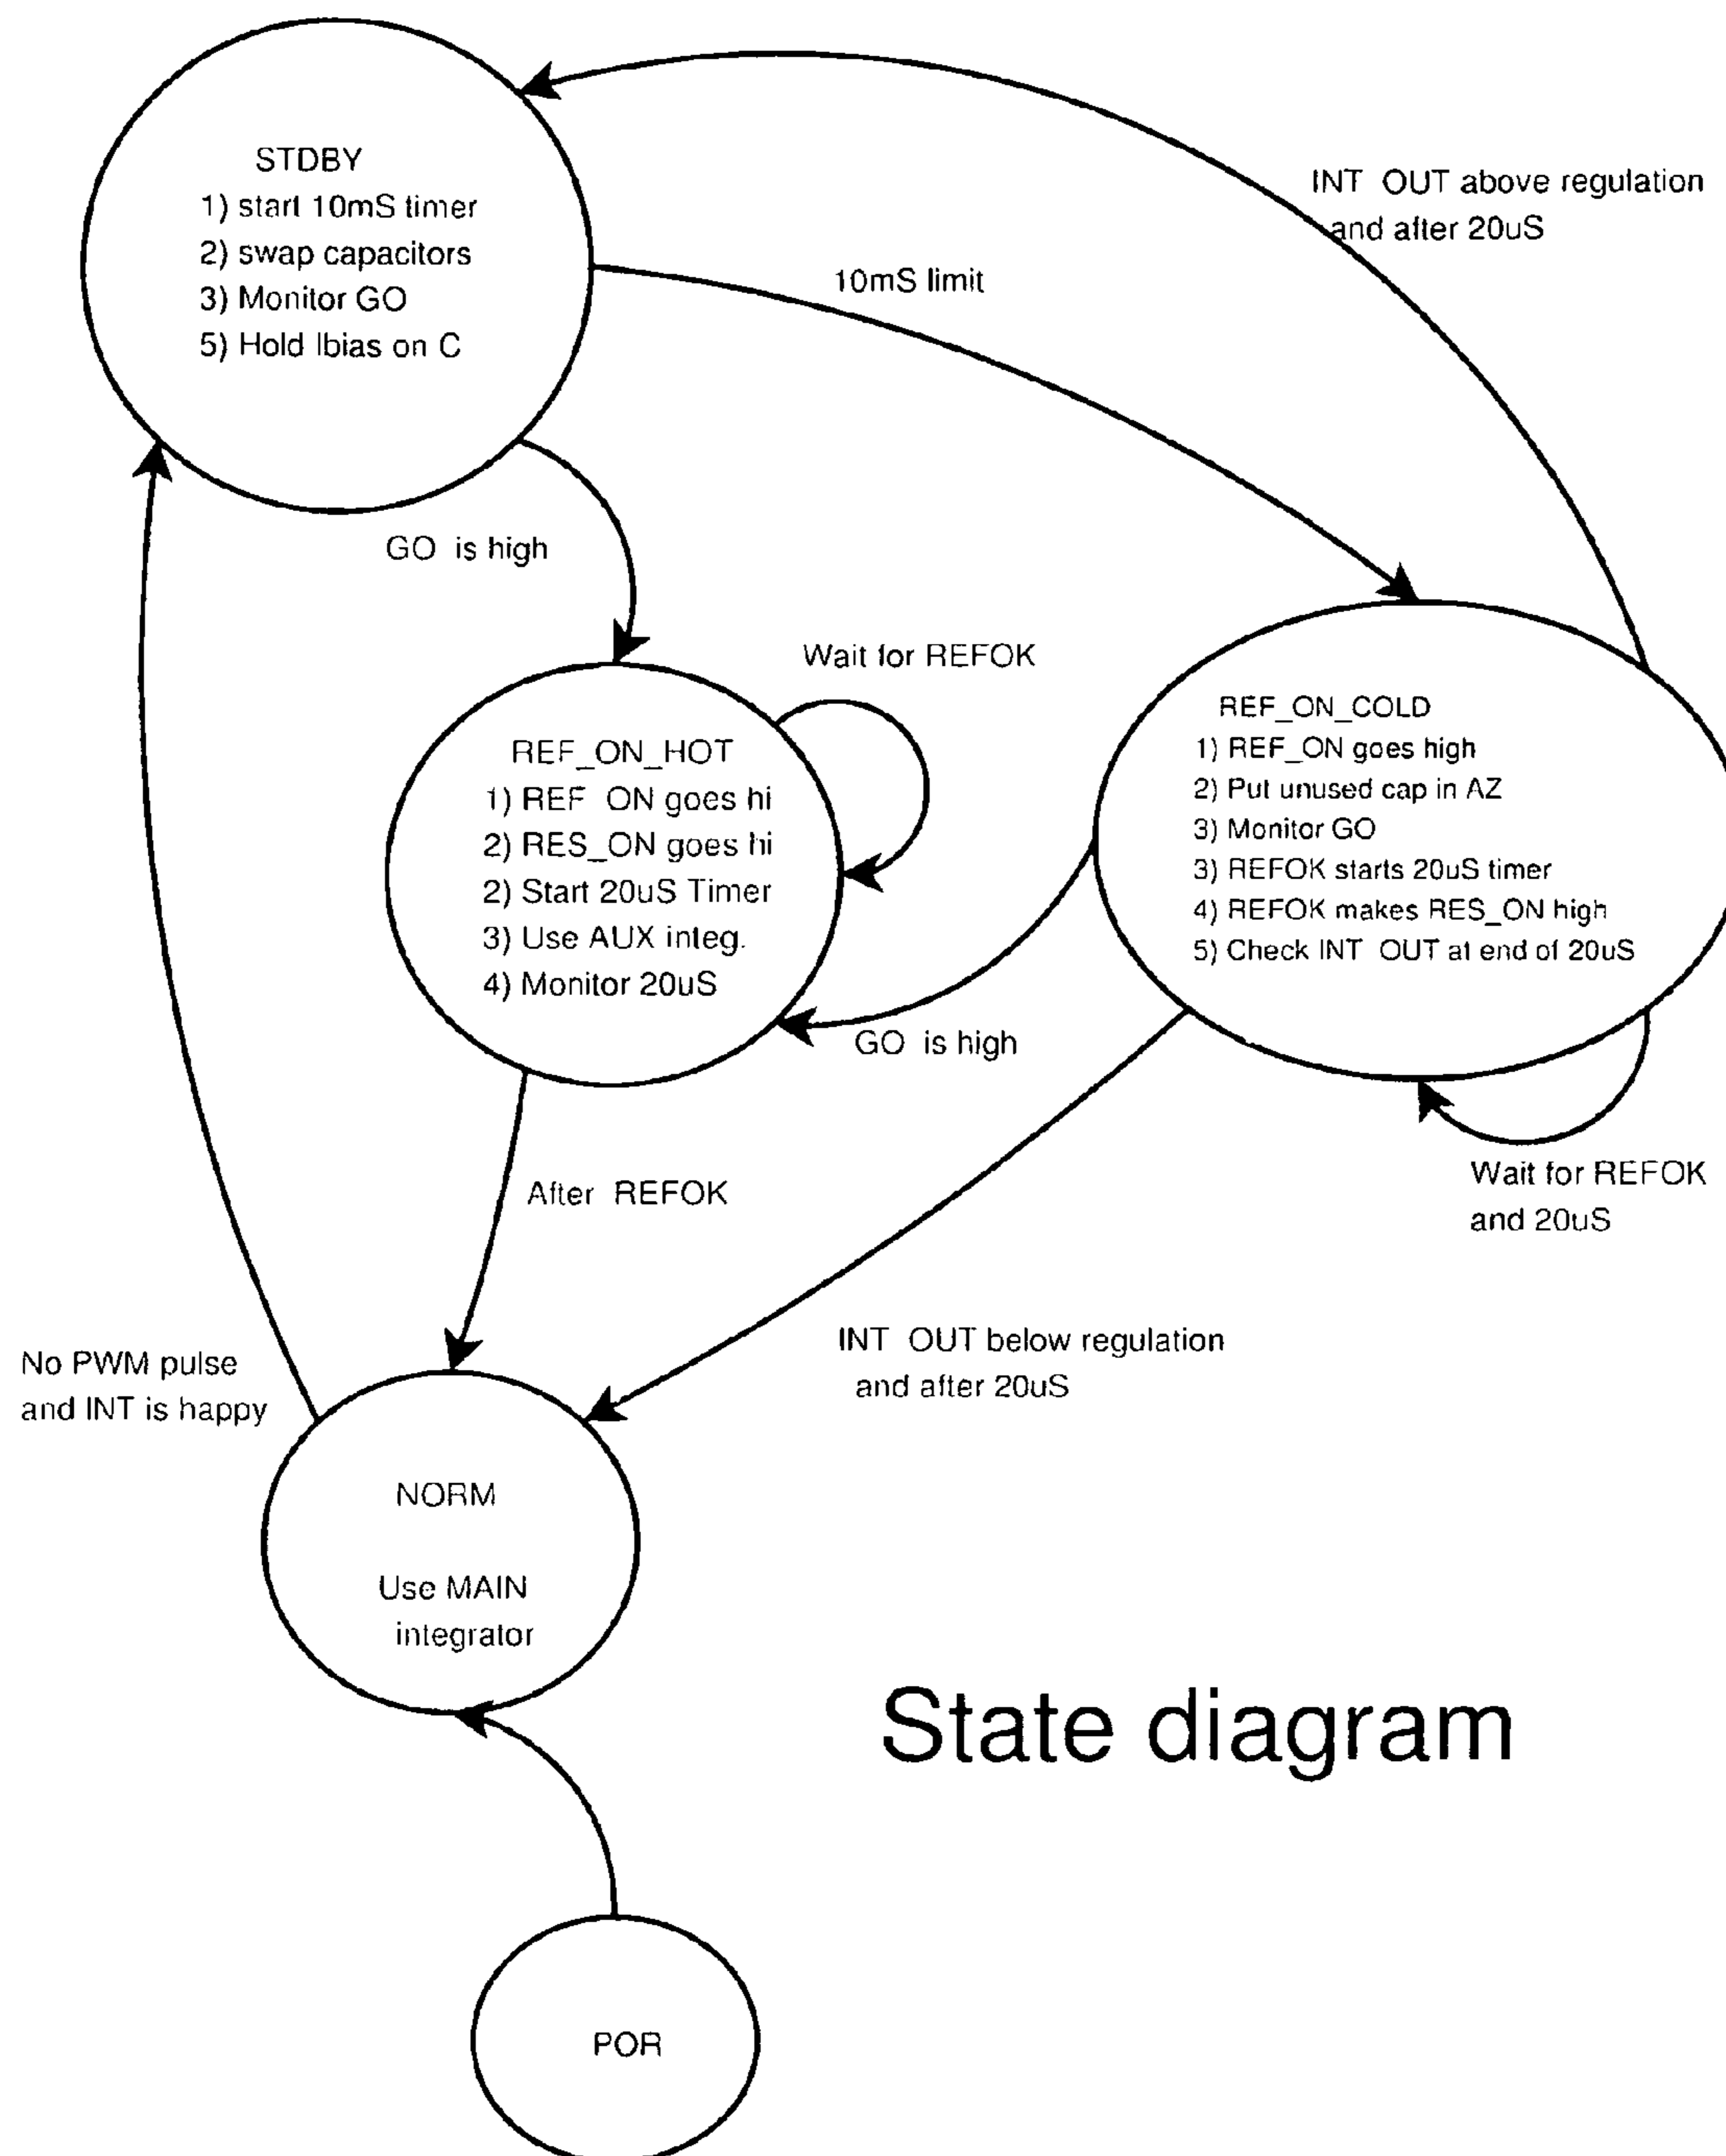 STDBY
1) start 10mS timer
2) swap capacitors
3) Monitor GO
5) Hold Ibias on C
INT OUT above regulation
and after 20uS
10mS limit
GO is high
Wait for REFOK
REF_ON_HOT
1) REF ON goes hi
2) RES_ON goes hi
2) Start 20uS Timer
3) Use AUX integ.
4) Monitor 20uS
REF_ON_COLD
1) REF_ON goes high
2) Put unused cap in AZ
3) Monitor GO
3) REFOK starts 20uS timer
4) REFOK makes RES_ON high
5) Check INT OUT at end of 20uS
GO is high
Wait for REFOK
and 20uS
After REFOK
INT OUT below regulation
and after 20uS
No PWM pulse
and INT is happy
NORM
Use MAIN
integrator
State diagram
POR